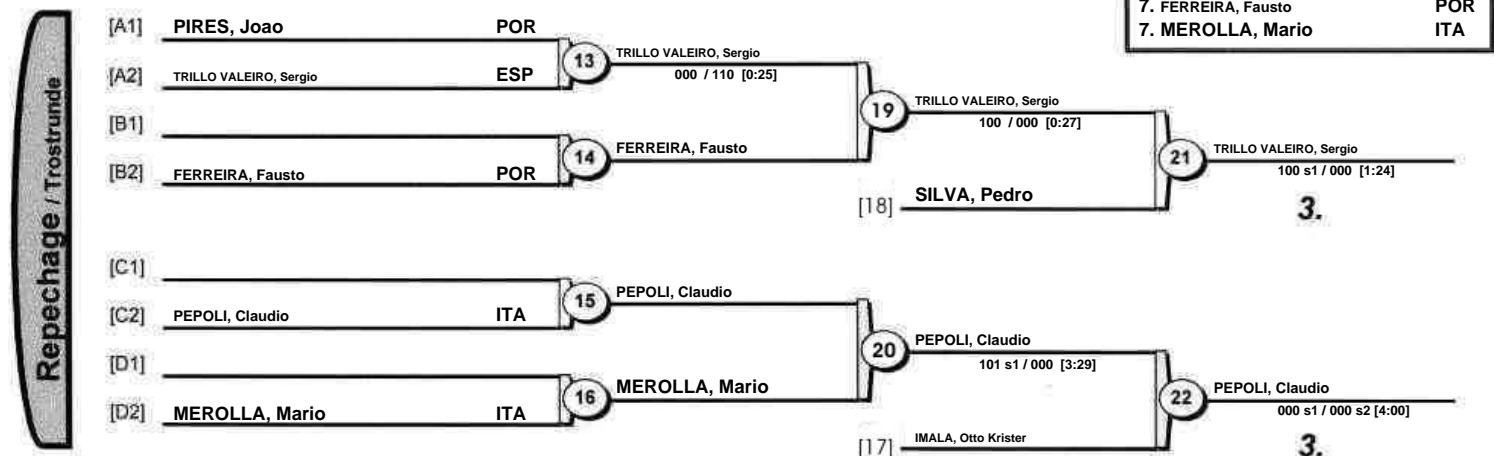 7. FERREIRA, Fausto POR
7. MEROLLA, Mario ITA
Repechage / Trostrunde
[A1] PIRES, Joao POR
[A2] TRILLO VALEIRO, Sergio ESP
13
TRILLO VALEIRO, Sergio
000 / 110 [0:25]
[B1]
[B2] FERREIRA, Fausto POR
14
FERREIRA, Fausto
19
TRILLO VALEIRO, Sergio
100 / 000 [0:27]
[18] SILVA, Pedro
21
TRILLO VALEIRO, Sergio
100 s1 / 000 [1:24]
3.
[C1]
[C2] PEPOLI, Claudio ITA
15
PEPOLI, Claudio
[D1]
[D2] MEROLLA, Mario ITA
16
MEROLLA, Mario
20
PEPOLI, Claudio
101 s1 / 000 [3:29]
[17] IMALA, Otto Krister
22
PEPOLI, Claudio
000 s1 / 000 s2 [4:00]
3.